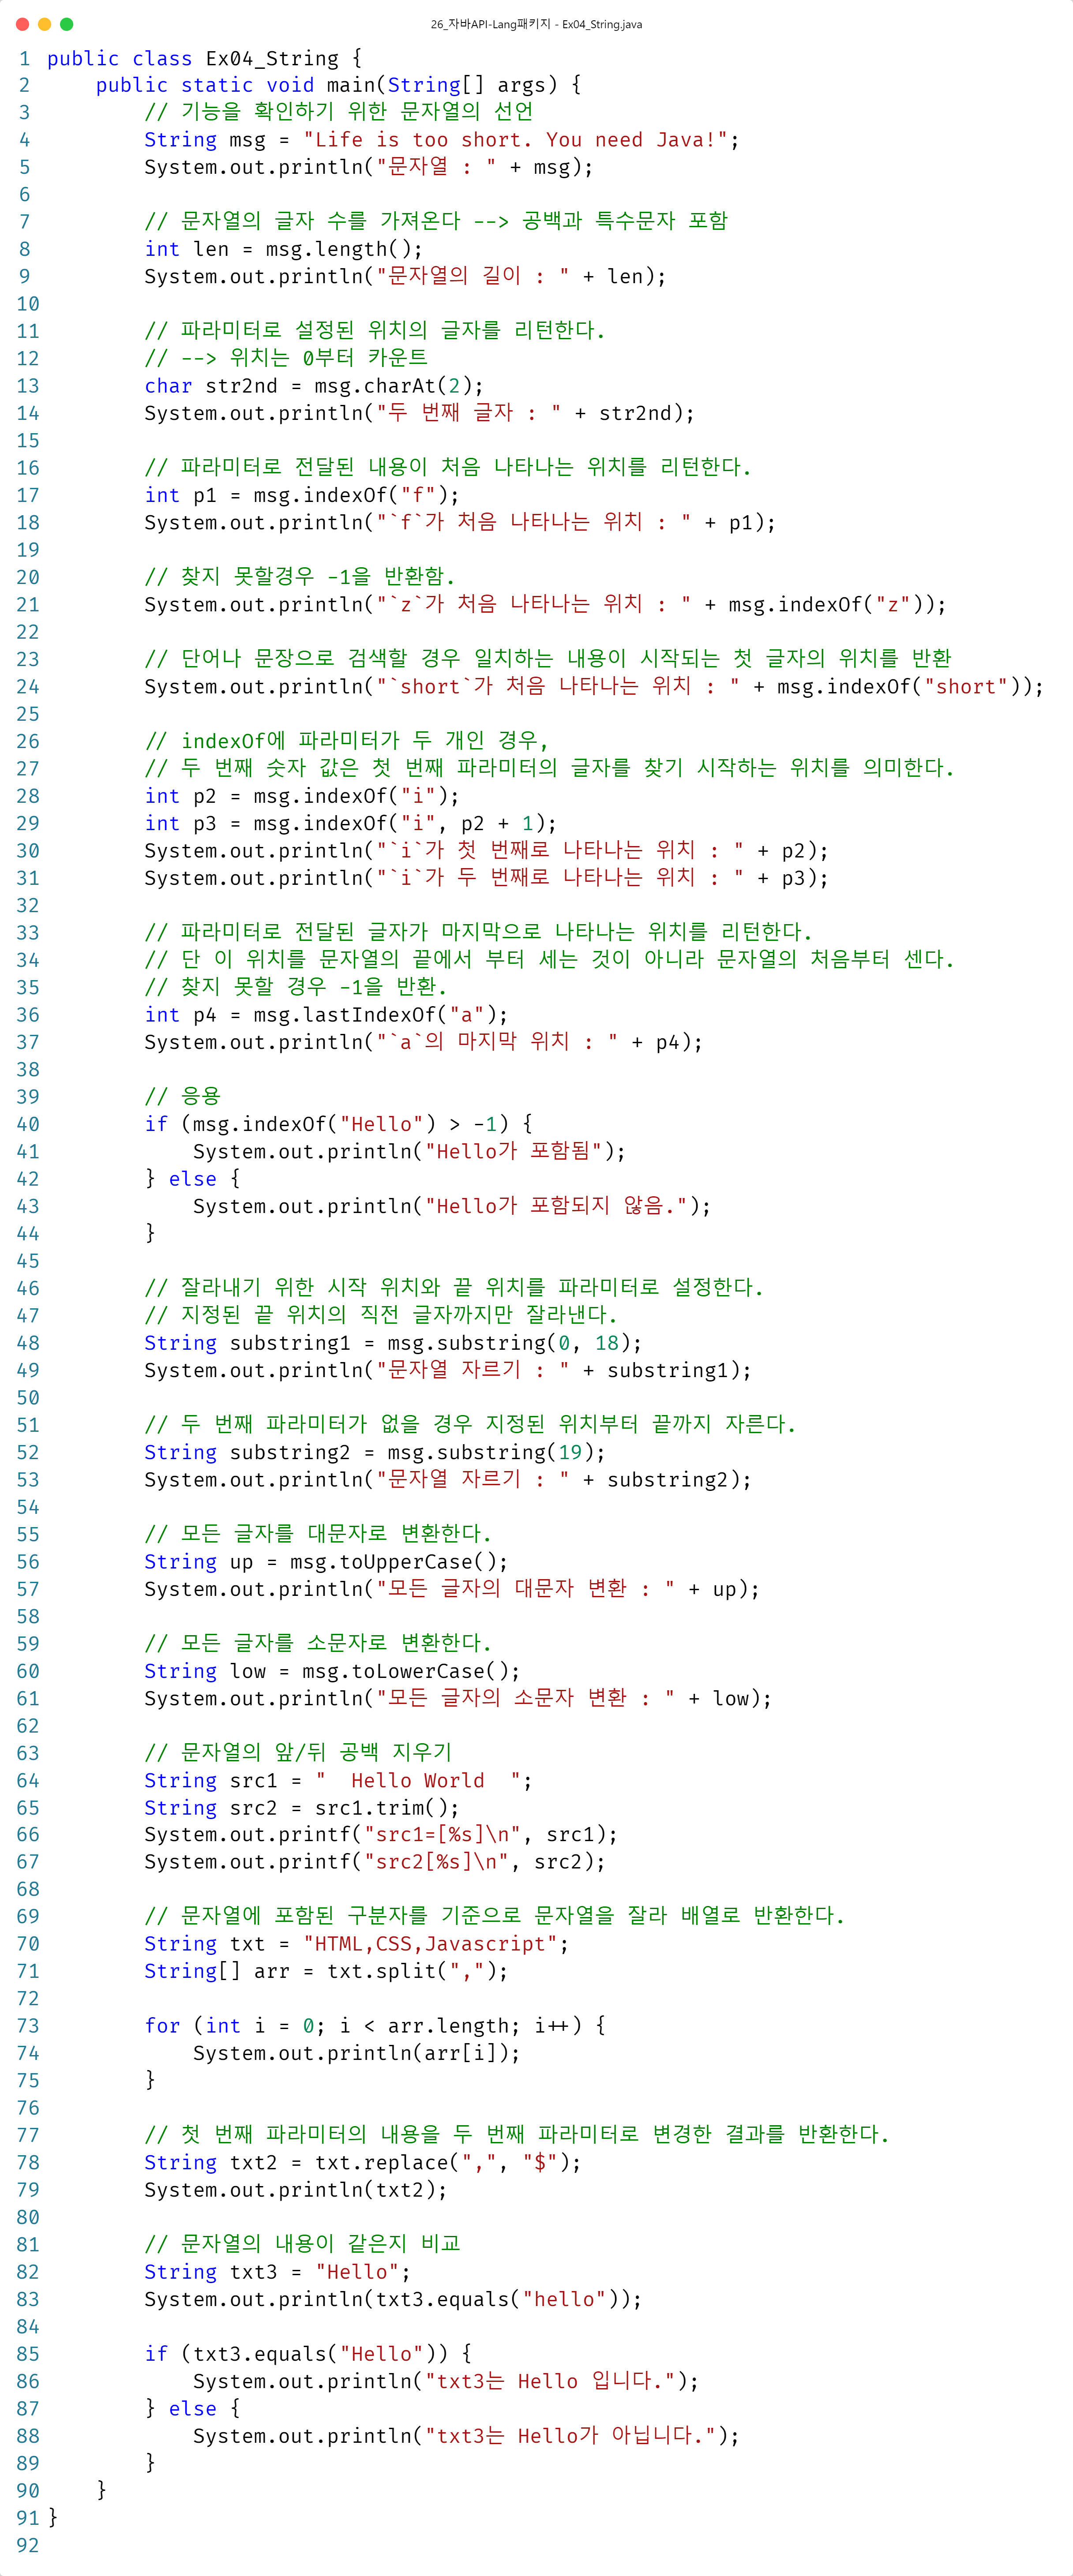 26_자바API-Lang패키지 - Ex04_String.java
1 public class Ex04_String {
2     public static void main(String[] args) {
3         // 기능을 확인하기 위한 문자열의 선언
4         String msg = "Life is too short. You need Java!";
5         System.out.println("문자열 : " + msg);
6
7         // 문자열의 글자 수를 가져온다 --> 공백과 특수문자 포함
8         int len = msg.length();
9         System.out.println("문자열의 길이 : " + len);
10
11         // 파라미터로 설정된 위치의 글자를 리턴한다.
12         // --> 위치는 0부터 카운트
13         char str2nd = msg.charAt(2);
14         System.out.println("두 번째 글자 : " + str2nd);
15
16         // 파라미터로 전달된 내용이 처음 나타나는 위치를 리턴한다.
17         int p1 = msg.indexOf("f");
18         System.out.println("`f`가 처음 나타나는 위치 : " + p1);
19
20         // 찾지 못할경우 -1을 반환함.
21         System.out.println("`z`가 처음 나타나는 위치 : " + msg.indexOf("z"));
22
23         // 단어나 문장으로 검색할 경우 일치하는 내용이 시작되는 첫 글자의 위치를 반환
24         System.out.println("`short`가 처음 나타나는 위치 : " + msg.indexOf("short"));
25
26         // indexOf에 파라미터가 두 개인 경우,
27         // 두 번째 숫자 값은 첫 번째 파라미터의 글자를 찾기 시작하는 위치를 의미한다.
28         int p2 = msg.indexOf("i");
29         int p3 = msg.indexOf("i", p2 + 1);
30         System.out.println("`i`가 첫 번째로 나타나는 위치 : " + p2);
31         System.out.println("`i`가 두 번째로 나타나는 위치 : " + p3);
32
33         // 파라미터로 전달된 글자가 마지막으로 나타나는 위치를 리턴한다.
34         // 단 이 위치를 문자열의 끝에서 부터 세는 것이 아니라 문자열의 처음부터 센다.
35         // 찾지 못할 경우 -1을 반환.
36         int p4 = msg.lastIndexOf("a");
37         System.out.println("`a`의 마지막 위치 : " + p4);
38
39         // 응용
40         if (msg.indexOf("Hello") > -1) {
41             System.out.println("Hello가 포함됨");
42         } else {
43             System.out.println("Hello가 포함되지 않음.");
44         }
45
46         // 잘라내기 위한 시작 위치와 끝 위치를 파라미터로 설정한다.
47         // 지정된 끝 위치의 직전 글자까지만 잘라낸다.
48         String substring1 = msg.substring(0, 18);
49         System.out.println("문자열 자르기 : " + substring1);
50
51         // 두 번째 파라미터가 없을 경우 지정된 위치부터 끝까지 자른다.
52         String substring2 = msg.substring(19);
53         System.out.println("문자열 자르기 : " + substring2);
54
55         // 모든 글자를 대문자로 변환한다.
56         String up = msg.toUpperCase();
57         System.out.println("모든 글자의 대문자 변환 : " + up);
58
59         // 모든 글자를 소문자로 변환한다.
60         String low = msg.toLowerCase();
61         System.out.println("모든 글자의 소문자 변환 : " + low);
62
63         // 문자열의 앞/뒤 공백 지우기
64         String src1 = "  Hello World  ";
65         String src2 = src1.trim();
66         System.out.printf("src1=[%s]\n", src1);
67         System.out.printf("src2[%s]\n", src2);
68
69         // 문자열에 포함된 구분자를 기준으로 문자열을 잘라 배열로 반환한다.
70         String txt = "HTML,CSS,Javascript";
71         String[] arr = txt.split(",");
72
73         for (int i = 0; i < arr.length; i++) {
74             System.out.println(arr[i]);
75         }
76
77         // 첫 번째 파라미터의 내용을 두 번째 파라미터로 변경한 결과를 반환한다.
78         String txt2 = txt.replace(",", "$");
79         System.out.println(txt2);
80
81         // 문자열의 내용이 같은지 비교
82         String txt3 = "Hello";
83         System.out.println(txt3.equals("hello"));
84
85         if (txt3.equals("Hello")) {
86             System.out.println("txt3는 Hello 입니다.");
87         } else {
88             System.out.println("txt3는 Hello가 아닙니다.");
89         }
90     }
91 }
92